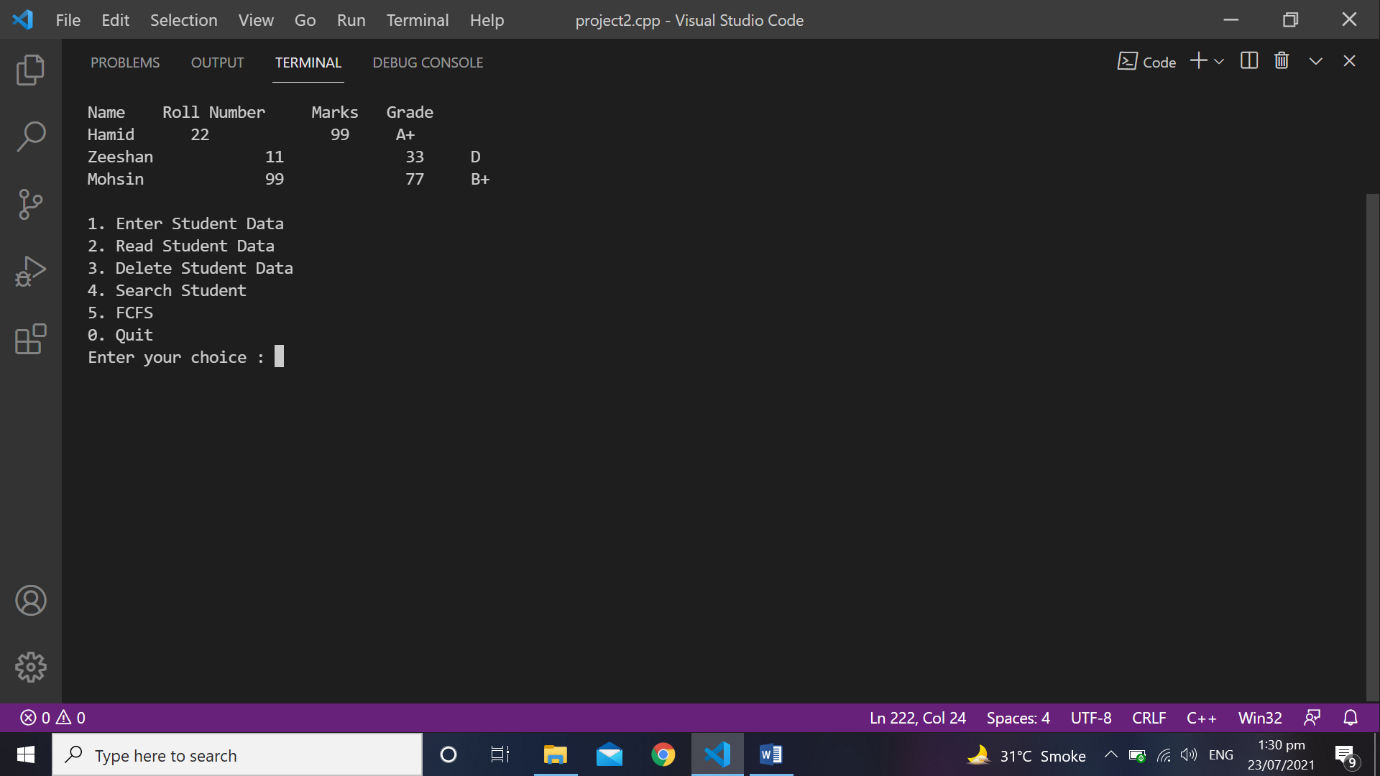 File Edit Selection View Go Run Terminal Help project2.cpp - Visual Studio Code
PROBLEMS OUTPUT TERMINAL DEBUG CONSOLE Code
Name Roll Number Marks Grade
Hamid 22 99 A+
Zeeshan 11 33 D
Mohsin 99 77 B+
1. Enter Student Data
2. Read Student Data
3. Delete Student Data
4. Search Student
5. FCFS
0. Quit
Enter your choice :
0 0 Ln 222, Col 24 Spaces: 4 UTF-8 CRLF C++ Win32
Type here to search 31°C Smoke ENG 1:30 pm
23/07/2021 9